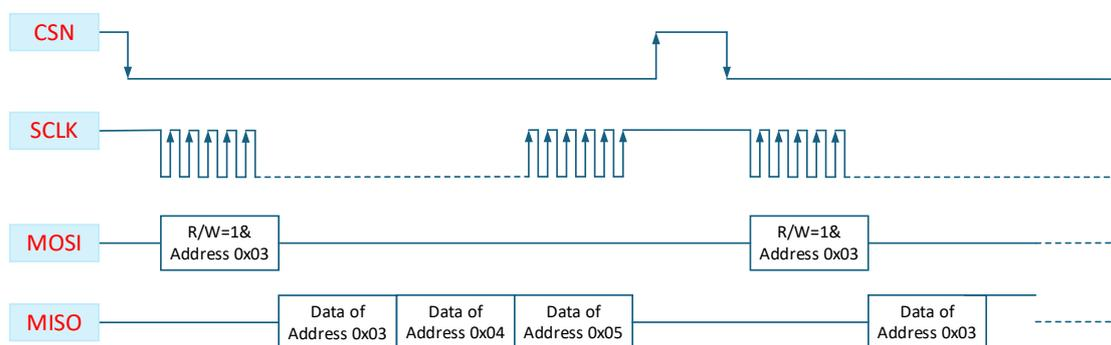 CSN
SCLK
MOSI
R/W=1&
Address 0x03
R/W=1&
Address 0x03
MISO
Data of
Address 0x03
Data of
Address 0x04
Data of
Address 0x05
Data of
Address 0x03